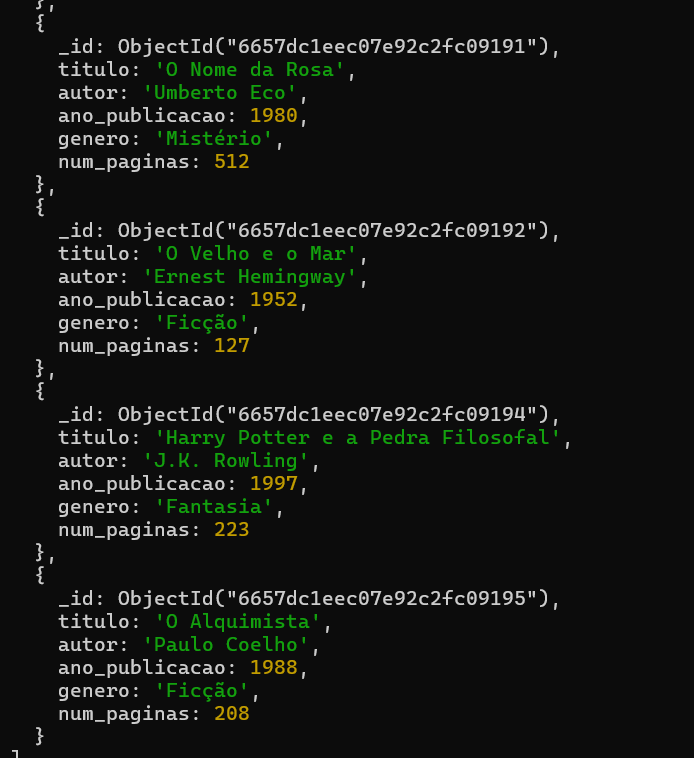 },
{
_id: ObjectId("6657dc1eec07e92c2fc09191"),
titulo: 'O Nome da Rosa',
autor: 'Umberto Eco',
ano_publicacao: 1980,
genero: 'Mistério',
num_paginas: 512
},
{
_id: ObjectId("6657dc1eec07e92c2fc09192"),
titulo: 'O Velho e o Mar',
autor: 'Ernest Hemingway',
ano_publicacao: 1952,
genero: 'Ficção',
num_paginas: 127
},
{
_id: ObjectId("6657dc1eec07e92c2fc09194"),
titulo: 'Harry Potter e a Pedra Filosofal',
autor: 'J.K. Rowling',
ano_publicacao: 1997,
genero: 'Fantasia',
num_paginas: 223
},
{
_id: ObjectId("6657dc1eec07e92c2fc09195"),
titulo: 'O Alquimista',
autor: 'Paulo Coelho',
ano_publicacao: 1988,
genero: 'Ficção',
num_paginas: 208
}
]